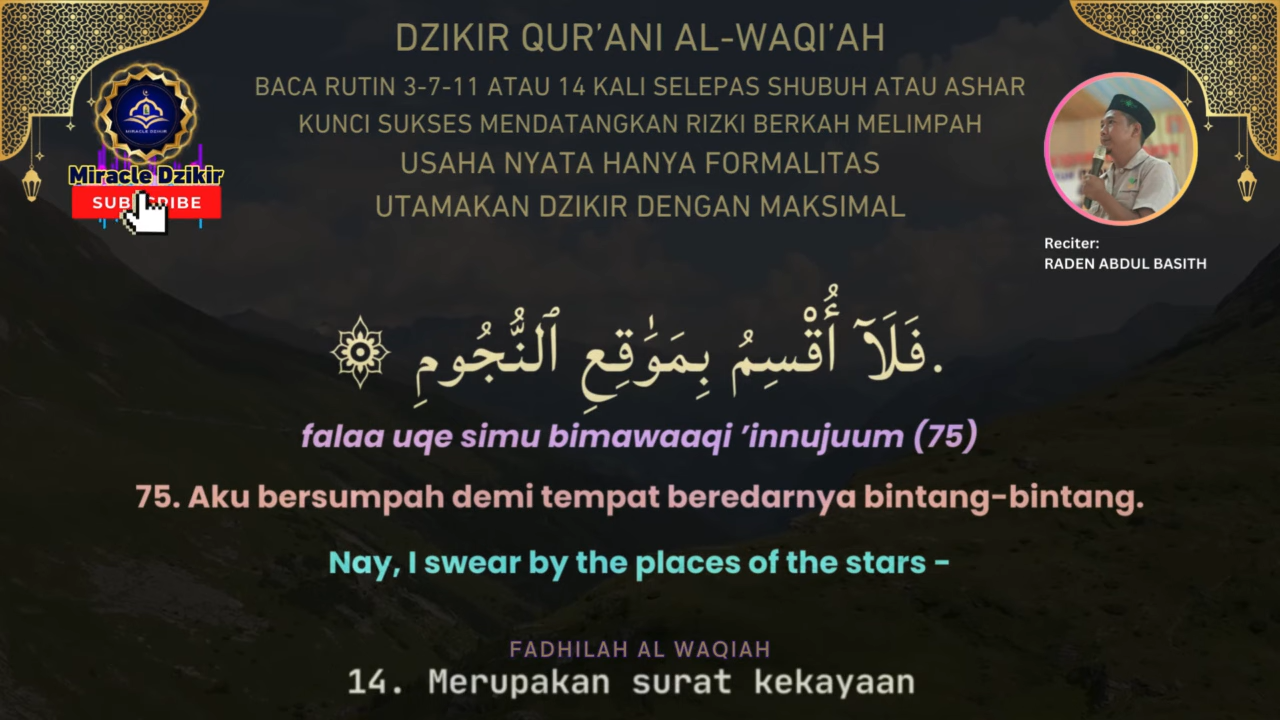 DZIKIR QUR’ANI AL-WAQI’AH
BACA RUTIN 3-7-11 ATAU 14 KALI SELEPAS SHUBUH ATAU ASHAR
KUNCI SUKSES MENDATANGKAN RIZKI BERKAH MELIMPAH
USAHA NYATA HANYA FORMALITAS
UTAMAKAN DZIKIR DENGAN MAKSIMAL
MIRACLE DZIKIR
Miracle Dzikir
Reciter:
RADEN ABDUL BASITH
.فَلَآ أُقْسِمُ بِمَوَٰقِعِ ٱلنُّجُومِ
falaa uqe simu bimawaaqi ’innujuum (75)
75. Aku bersumpah demi tempat beredarnya bintang-bintang.
Nay, I swear by the places of the stars -
FADHILAH AL WAQIAH
14. Merupakan surat kekayaan